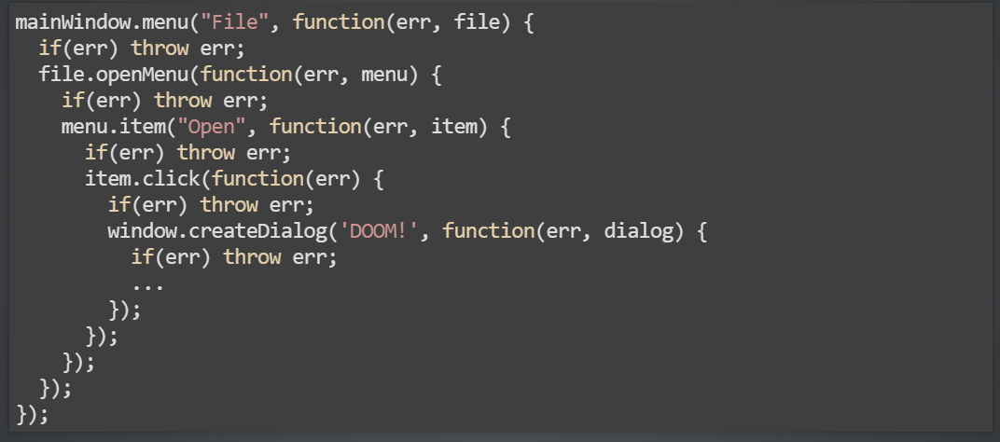 mainWindow.menu("File", function(err, file) {
  if(err) throw err;
  file.openMenu(function(err, menu) {
    if(err) throw err;
    menu.item("Open", function(err, item) {
      if(err) throw err;
      item.click(function(err) {
        if(err) throw err;
        window.createDialog('DOOM!', function(err, dialog) {
          if(err) throw err;
          ...
        });
      });
    });
  });
});